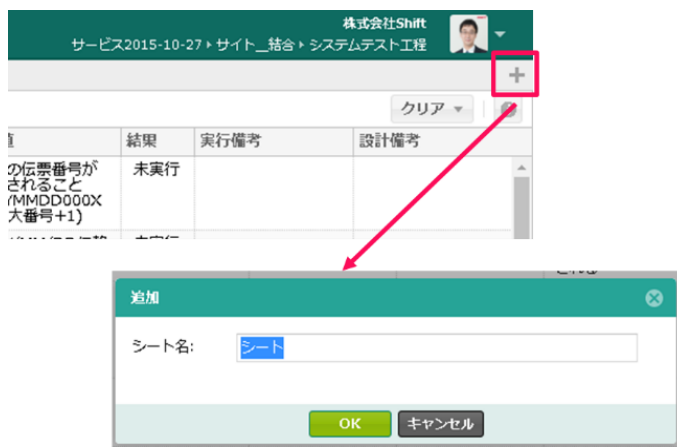 株式会社Shift
サービス2015-10-27 › サイト__結合 › システムテスト工程
+
クリア
結果 実行備考 設計備考
の伝票番号が 未実行
されること
/MMDD000X
大番号+1)
未実行
追加
シート名: シート
OK キャンセル